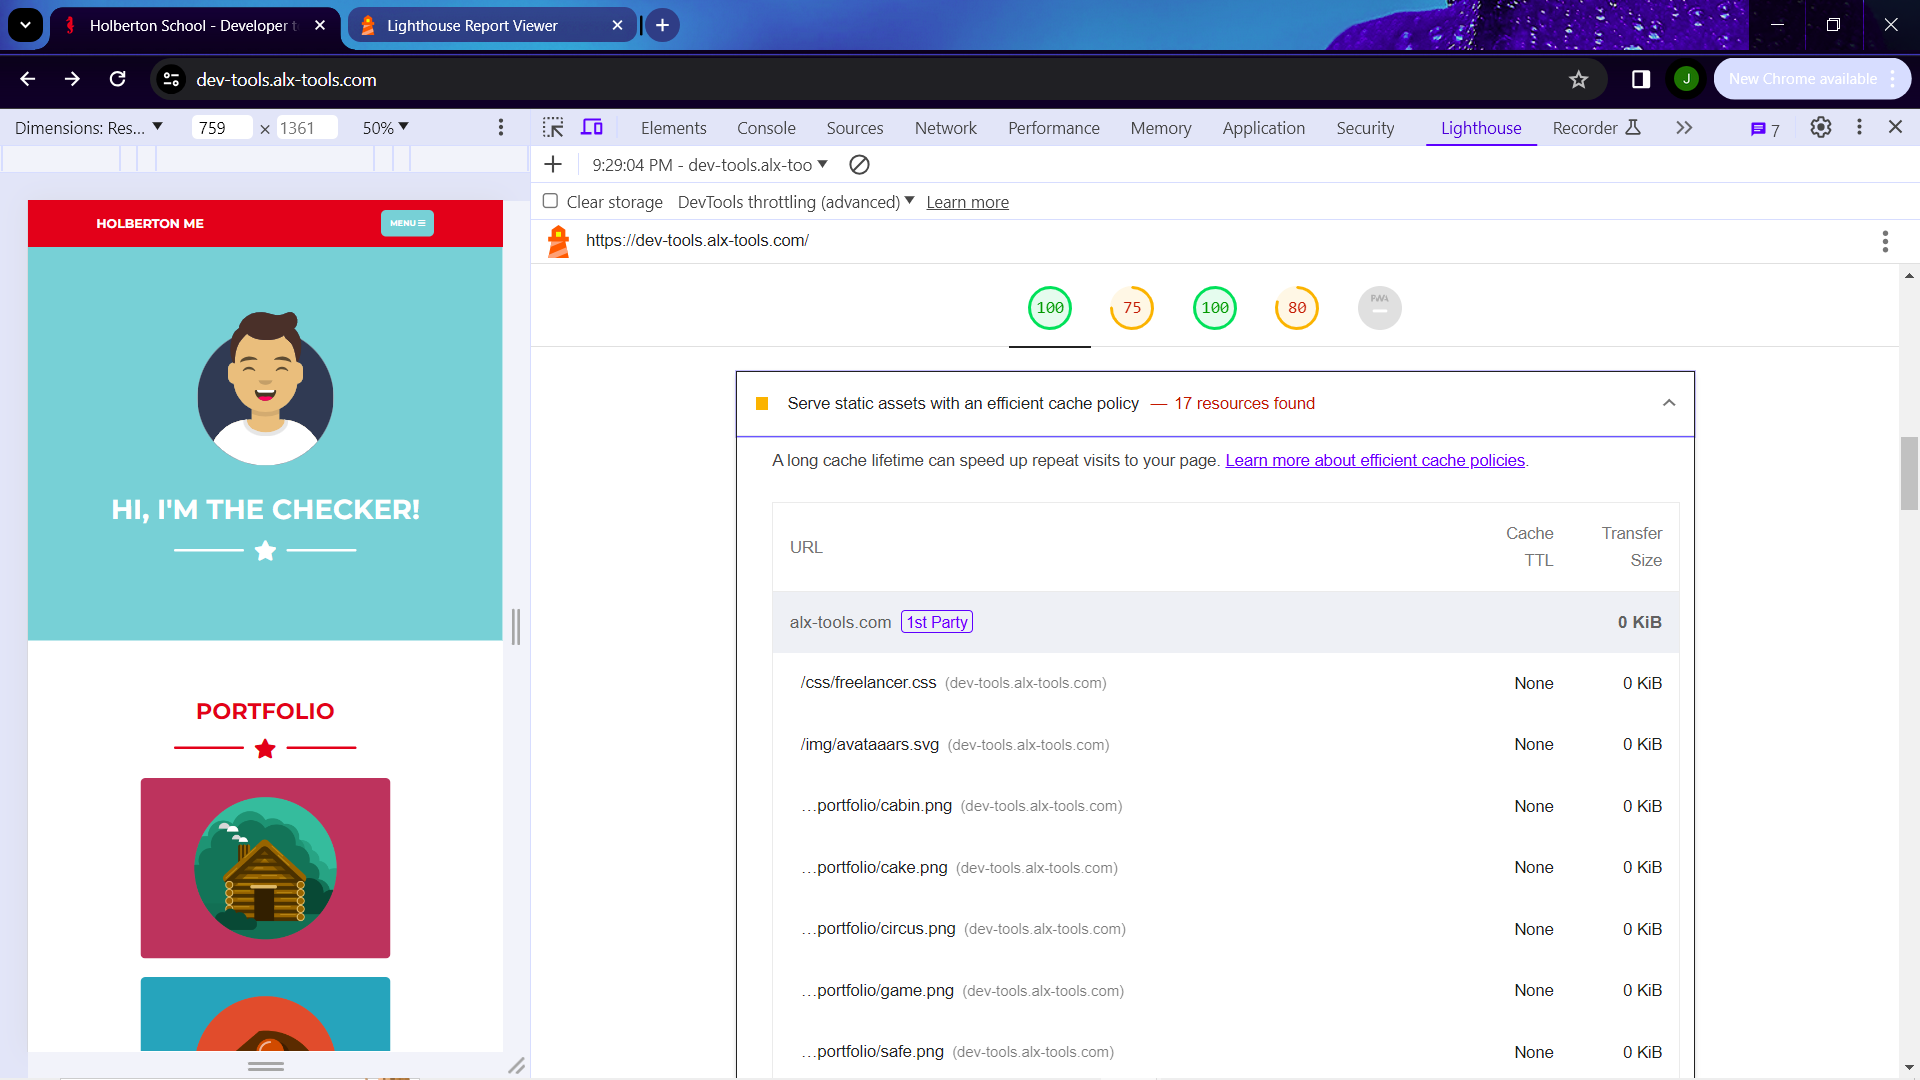 Holberton School - Developer t
Lighthouse Report Viewer
dev-tools.alx-tools.com
J
New Chrome available
Dimensions: Res...
759 × 1361
50%
Elements
Console
Sources
Network
Performance
Memory
Application
Security
Lighthouse
Recorder
7
9:29:04 PM - dev-tools.alx-too
Clear storage
DevTools throttling (advanced)
Learn more
https://dev-tools.alx-tools.com/
HOLBERTON ME
MENU
HI, I'M THE CHECKER!
PORTFOLIO
100
75
100
80
PWA
Serve static assets with an efficient cache policy — 17 resources found
A long cache lifetime can speed up repeat visits to your page. Learn more about efficient cache policies.
URL
Cache TTL
Transfer Size
alx-tools.com 1st Party 0 KiB
/css/freelancer.css (dev-tools.alx-tools.com) None 0 KiB
/img/avataaars.svg (dev-tools.alx-tools.com) None 0 KiB
…portfolio/cabin.png (dev-tools.alx-tools.com) None 0 KiB
…portfolio/cake.png (dev-tools.alx-tools.com) None 0 KiB
…portfolio/circus.png (dev-tools.alx-tools.com) None 0 KiB
…portfolio/game.png (dev-tools.alx-tools.com) None 0 KiB
…portfolio/safe.png (dev-tools.alx-tools.com) None 0 KiB